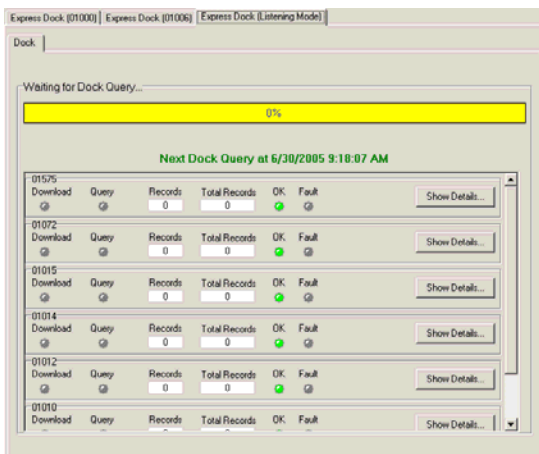 Express Dock (01000) Express Dock (01006) Express Dock (Listening Mode)
Dock
Waiting for Dock Query...
0%
Next Dock Query at 6/30/2005 9:18:07 AM
01575
Download Query Records Total Records OK Fault
0 0 Show Details...
01072
Download Query Records Total Records OK Fault
0 0 Show Details...
01015
Download Query Records Total Records OK Fault
0 0 Show Details...
01014
Download Query Records Total Records OK Fault
0 0 Show Details...
01012
Download Query Records Total Records OK Fault
0 0 Show Details...
01010
Download Query Records Total Records OK Fault
Show Details...